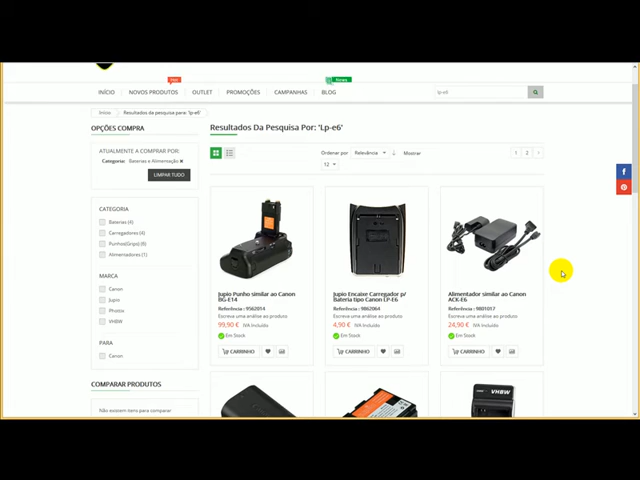 Hot
News
INÍCIO NOVOS PRODUTOS OUTLET PROMOÇÕES CAMPANHAS BLOG lp-e6
Início Resultados da pesquisa para: 'lp-e6'
OPÇÕES COMPRA
Resultados Da Pesquisa Por: 'Lp-e6'
ATUALMENTE A COMPRAR POR:
Categoria: Baterias e Alimentação ✖
LIMPAR TUDO
Ordenar por Relevância Mostrar
12
1 2
CATEGORIA
Baterias (4)
Carregadores (4)
Punhos(Grips) (8)
Alimentadores (1)
MARCA
Canon
Jupio
Phottix
VHBW
PARA
Canon
COMPARAR PRODUTOS
Não existem itens para comparar
Jupio Punho similar ao Canon
BG-E14
Referência : 9562014
Escreva uma análise ao produto
99,90 € IVA Incluído
Em Stock
CARRINHO
Jupio Encaixe Carregador p/
Bateria tipo Canon LP-E6
Referência : 9862064
Escreva uma análise ao produto
4,90 € IVA Incluído
Em Stock
CARRINHO
Alimentador similar ao Canon
ACK-E6
Referência : 9801017
Escreva uma análise ao produto
24,90 € IVA Incluído
Em Stock
CARRINHO
VHBW